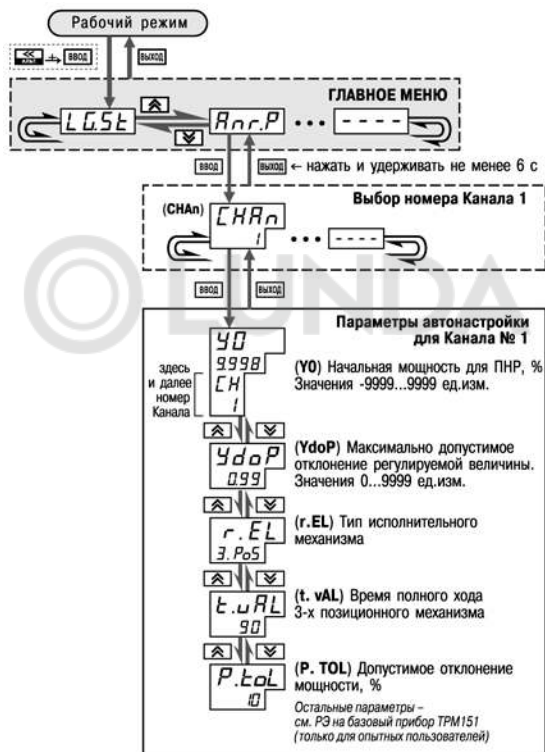 Рабочий режим
≪ АЛЬТ. + ВВОД
ВЫХОД
ГЛАВНОЕ МЕНЮ
LG.St
Anr.P
• • •
- - - -
ВВОД
ВЫХОД ← нажать и удерживать не менее 6 с
Выбор номера Канала 1
(CHAn)
CHAn
1
• • •
- - - -
ВВОД
ВЫХОД
LUNDA
Параметры автонастройки
для Канала № 1
Y0
9.998
CH
1
здесь
и далее
номер
Канала
(Y0) Начальная мощность для ПНР, %
Значения -9999...9999 ед.изм.
YdoP
0.99
(YdoP) Максимально допустимое
отклонение регулируемой величины.
Значения 0...9999 ед.изм.
r.EL
3.PoS
(r.EL) Тип исполнительного
механизма
t.vAL
90
(t. vAL) Время полного хода
3-х позиционного механизма
P.toL
10
(P. TOL) Допустимое отклонение
мощности, %
Остальные параметры –
см. РЭ на базовый прибор ТРМ151
(только для опытных пользователей)